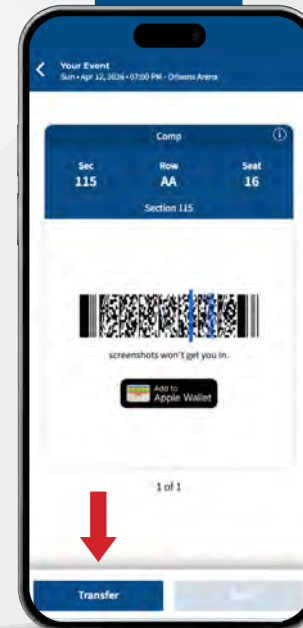 Your Event
Sun • Apr 12, 2026 • 07:00 PM • Orleans Arena
Comp
Sec Row Seat
115 AA 16
Section 115
screenshots won't get you in.
Add to
Apple Wallet
1 of 1
Transfer